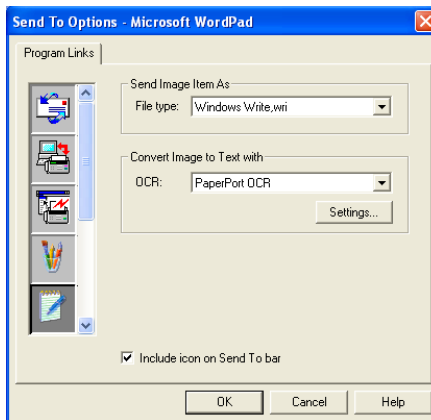 Send To Options - Microsoft WordPad
Program Links
Send Image Item As
File type: Windows Write,wri
Convert Image to Text with
OCR: PaperPort OCR
Settings...
Include icon on Send To bar
OK Cancel Help